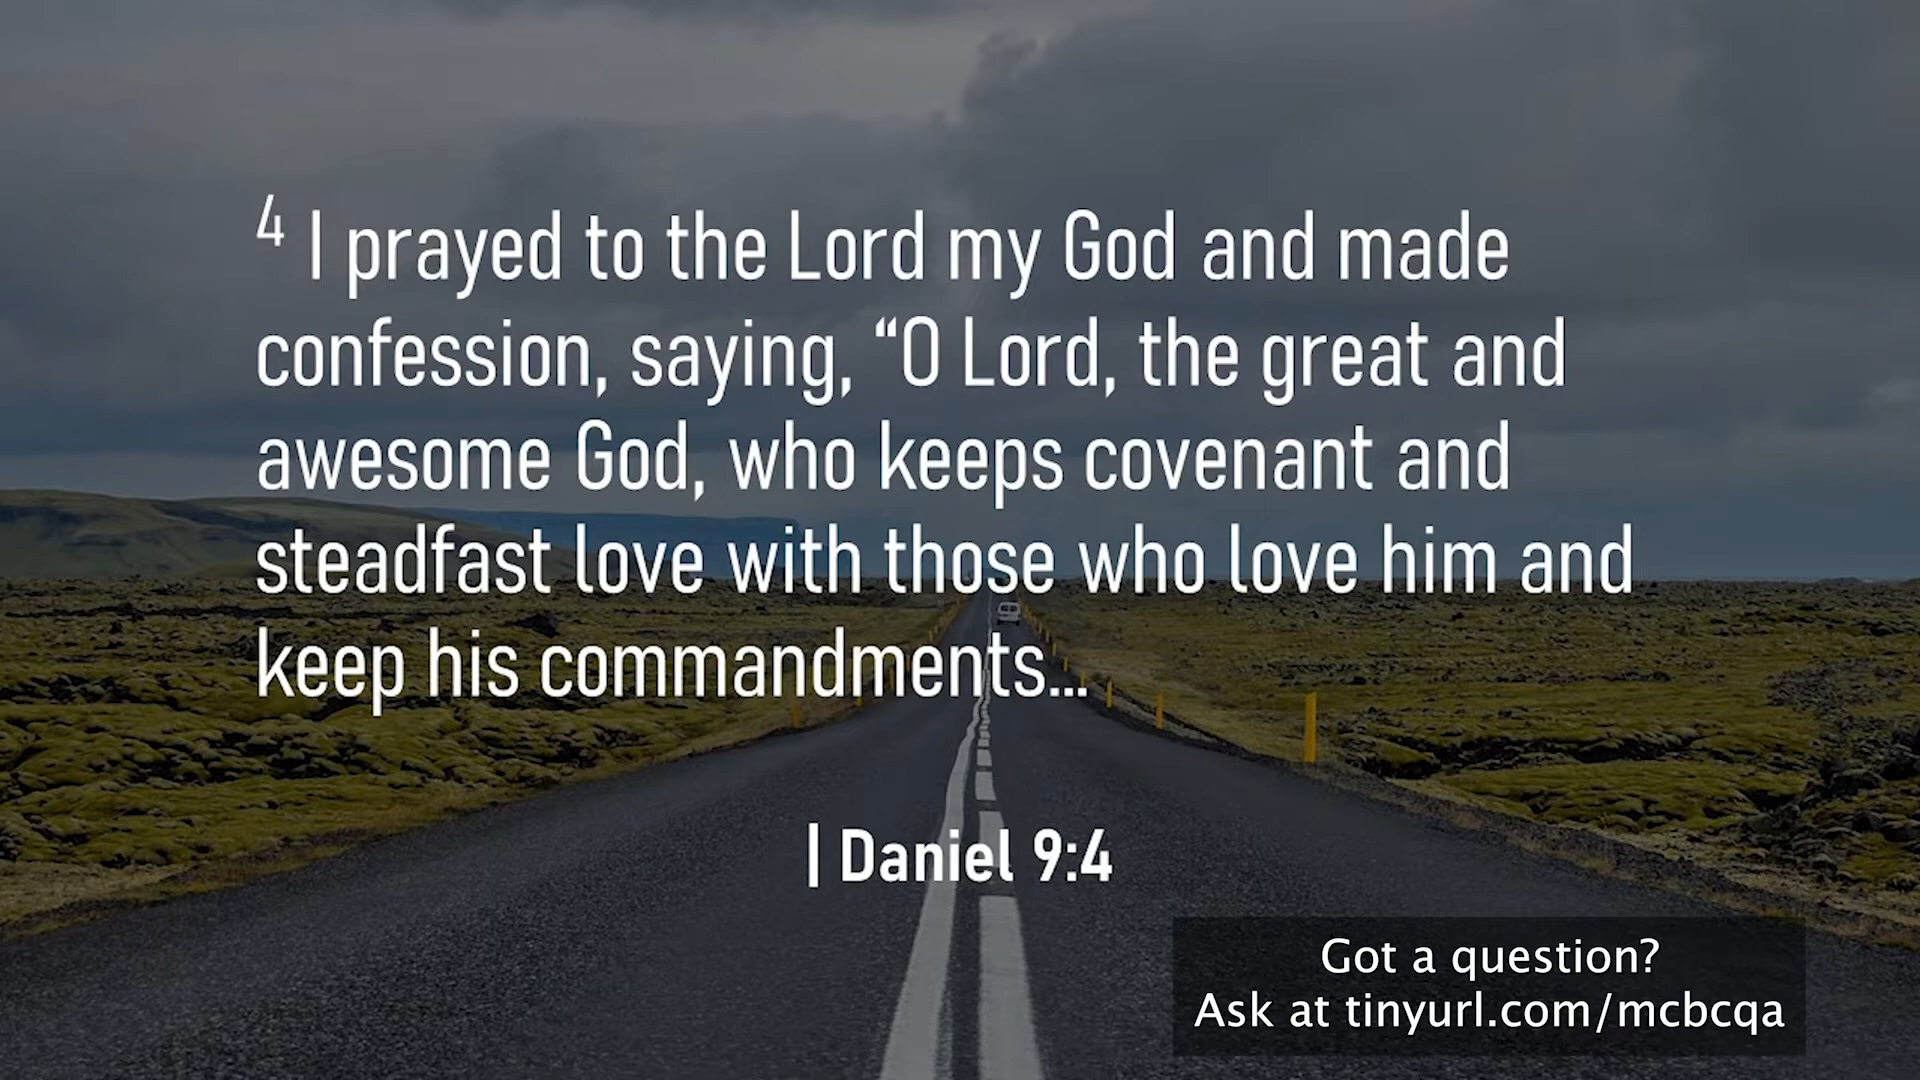 4 I prayed to the Lord my God and made
confession, saying, “O Lord, the great and
awesome God, who keeps covenant and
steadfast love with those who love him and
keep his commandments...
| Daniel 9:4
Got a question?
Ask at tinyurl.com/mcbcqa